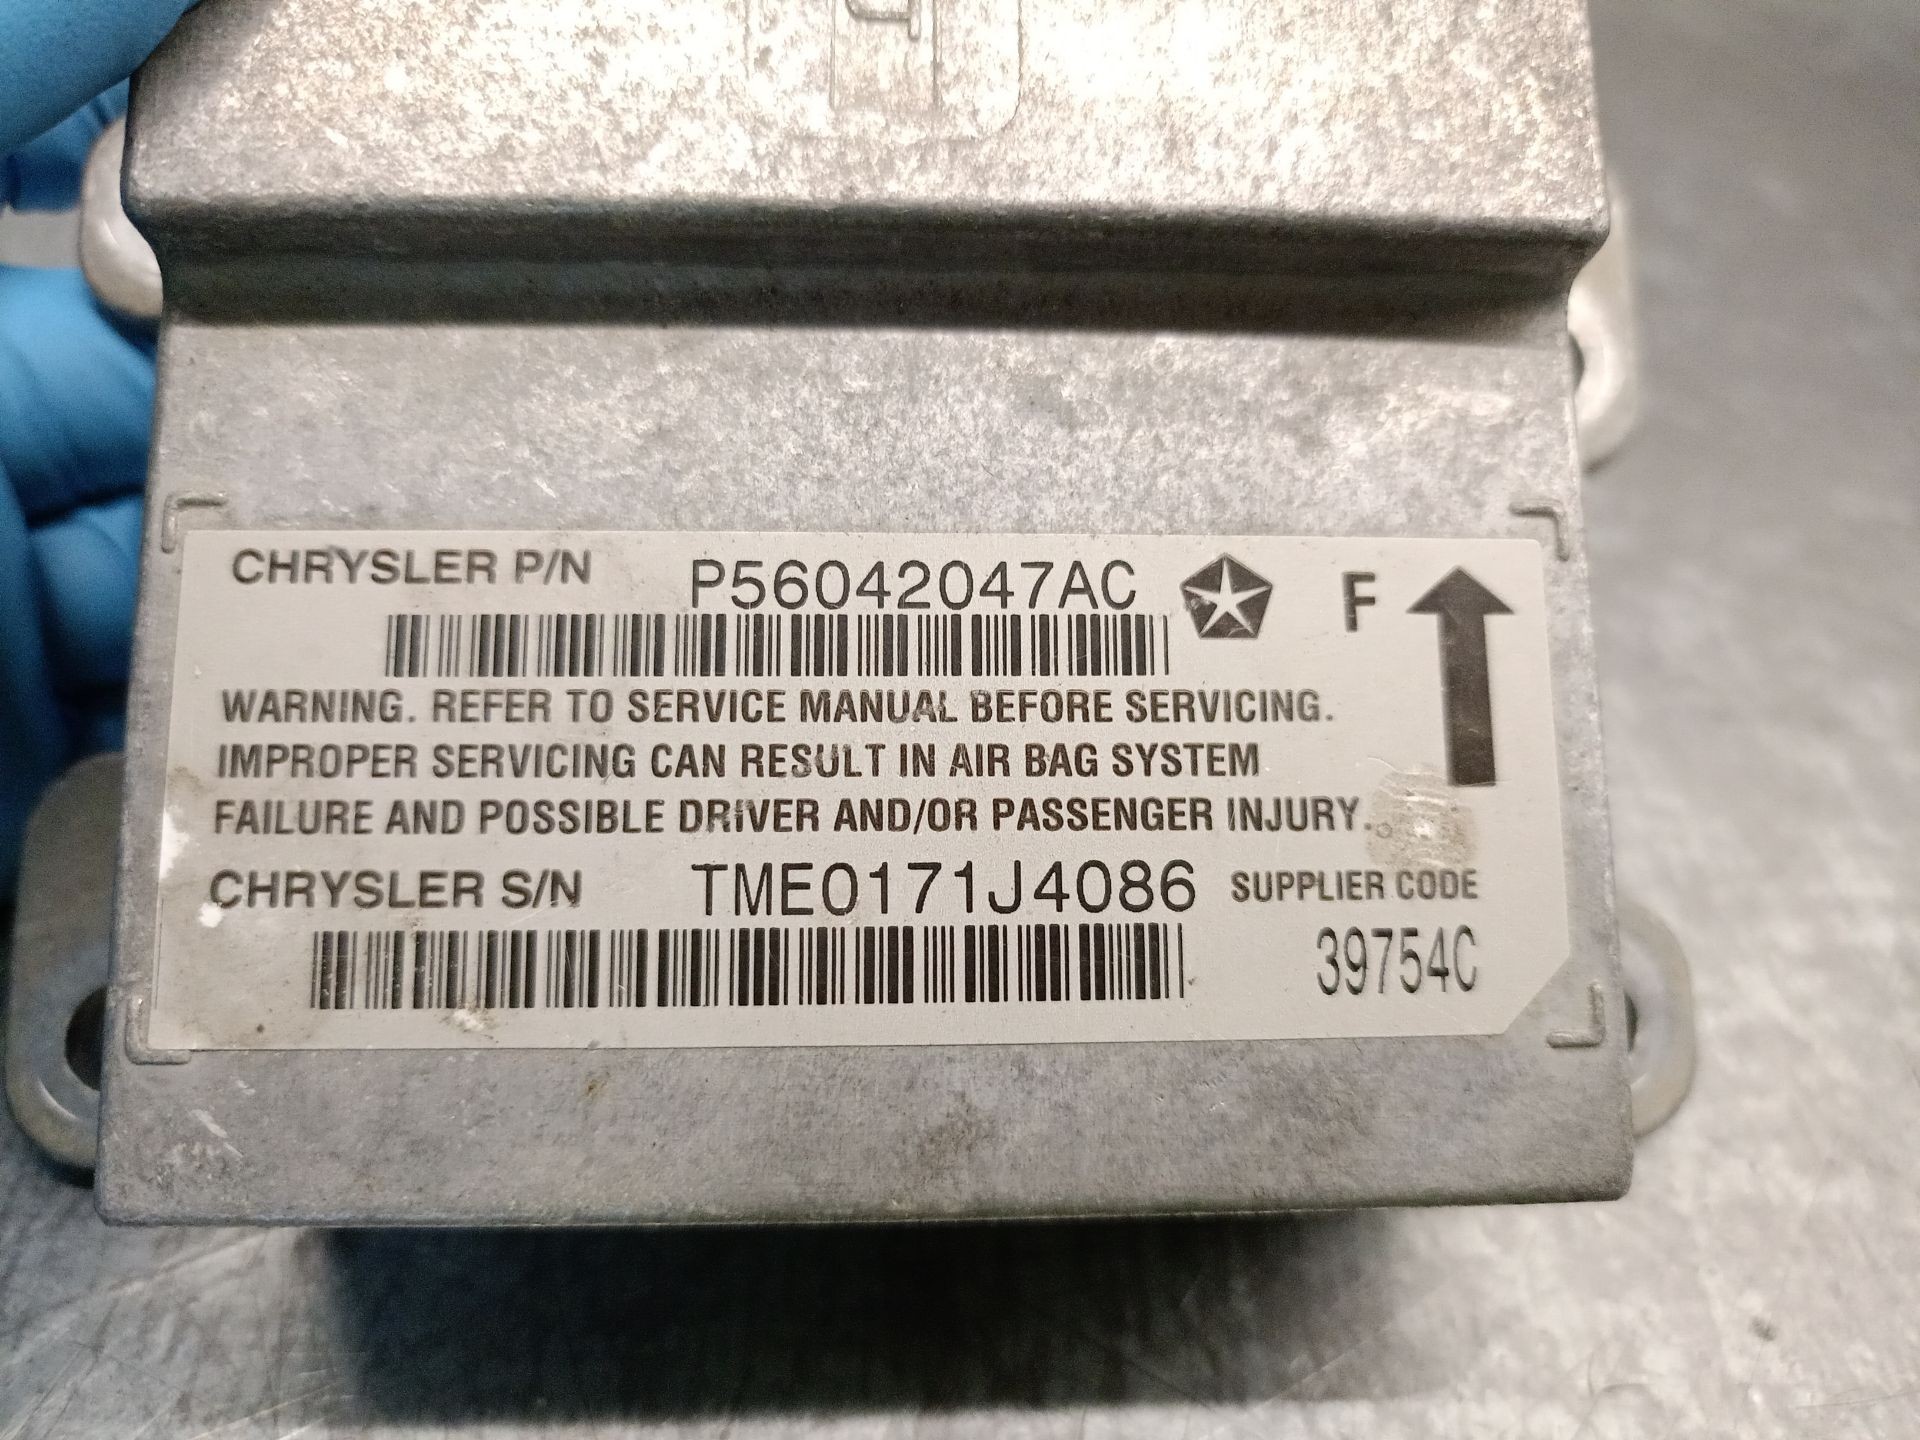 CHRYSLER P/N P56042047AC F
WARNING. REFER TO SERVICE MANUAL BEFORE SERVICING.
IMPROPER SERVICING CAN RESULT IN AIR BAG SYSTEM
FAILURE AND POSSIBLE DRIVER AND/OR PASSENGER INJURY.
CHRYSLER S/N TME0171J4086 SUPPLIER CODE
39754C